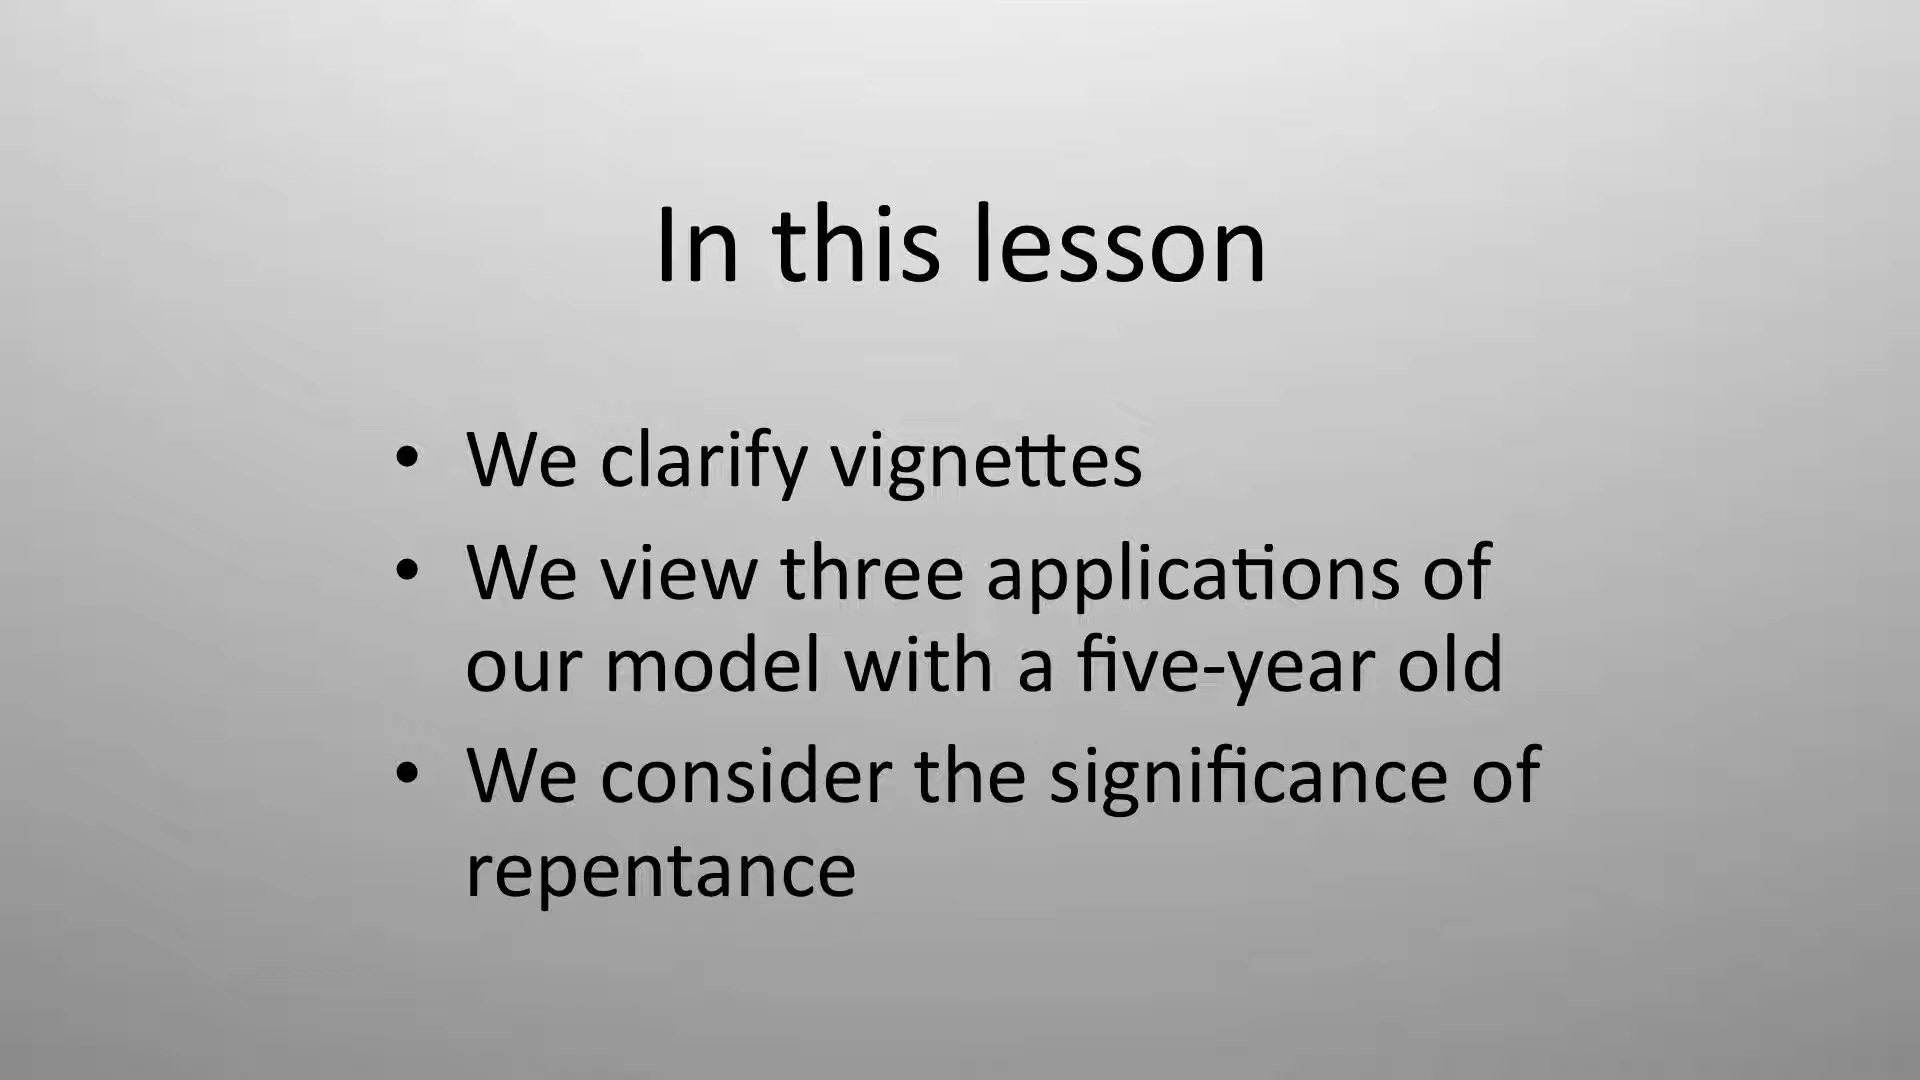 In this lesson
• We clarify vignettes
• We view three applications of
our model with a five-year old
• We consider the significance of
repentance